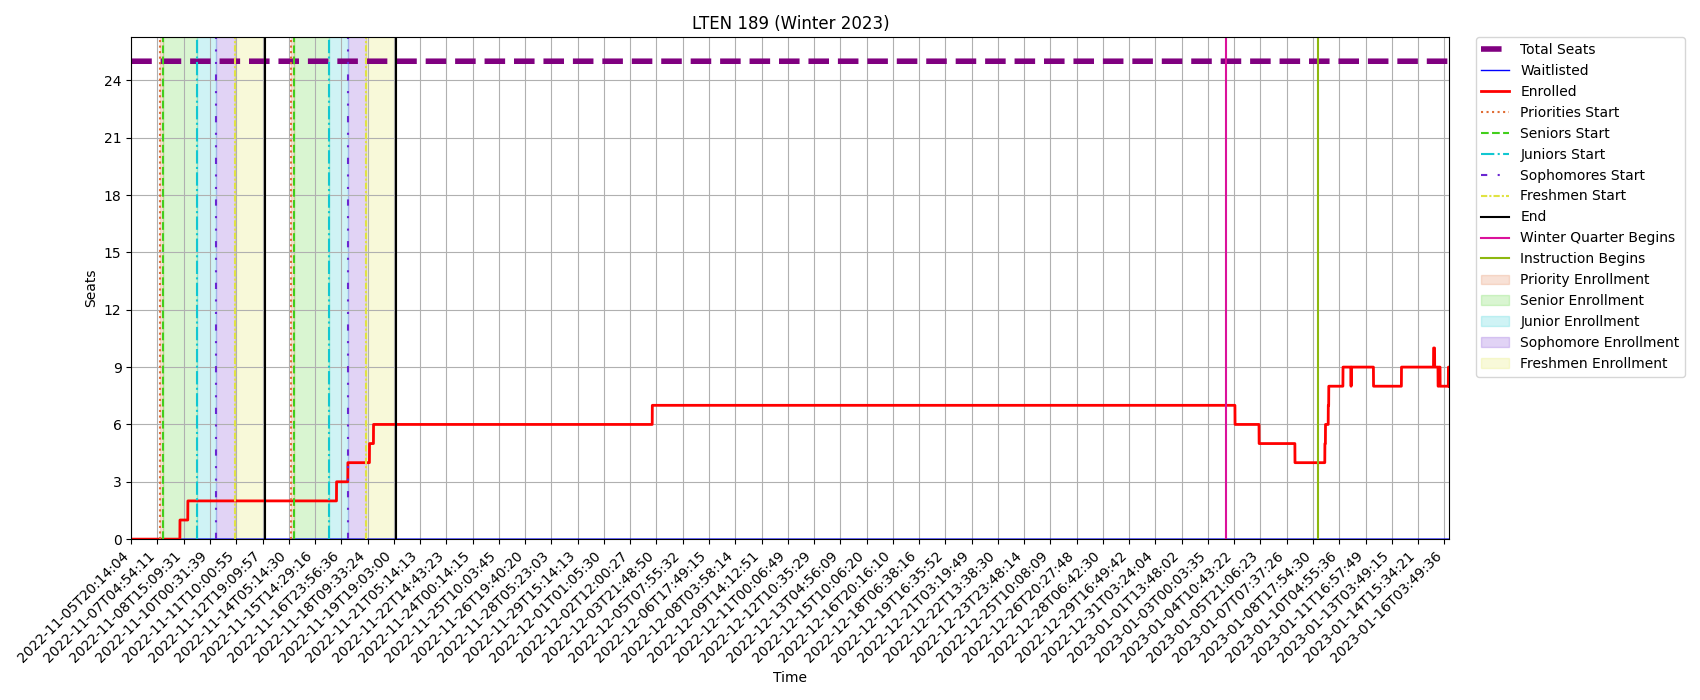 LTEN 189 (Winter 2023)
Seats
24
21
18
15
12
9
6
3
0
2022-11-05T20:14:04
2022-11-07T04:54:11
2022-11-08T15:09:31
2022-11-10T00:31:39
2022-11-11T10:00:55
2022-11-12T19:09:57
2022-11-14T05:14:30
2022-11-15T14:29:16
2022-11-16T23:56:36
2022-11-18T09:33:24
2022-11-19T19:03:00
2022-11-21T05:14:13
2022-11-22T14:43:23
2022-11-24T00:14:15
2022-11-25T10:03:45
2022-11-26T19:40:20
2022-11-28T05:23:03
2022-11-29T15:14:13
2022-12-01T01:05:30
2022-12-02T12:00:27
2022-12-03T21:48:50
2022-12-05T07:55:32
2022-12-06T17:49:15
2022-12-08T03:58:14
2022-12-09T14:12:51
2022-12-11T00:06:49
2022-12-12T10:35:29
2022-12-13T04:56:09
2022-12-15T10:06:20
2022-12-16T20:16:10
2022-12-18T06:38:16
2022-12-19T16:35:52
2022-12-21T03:19:49
2022-12-22T13:38:30
2022-12-23T23:48:14
2022-12-25T10:08:09
2022-12-26T20:27:48
2022-12-28T06:42:30
2022-12-29T16:49:42
2022-12-31T03:24:04
2023-01-01T13:48:02
2023-01-03T00:03:35
2023-01-04T10:43:22
2023-01-05T21:06:23
2023-01-07T07:37:26
2023-01-08T17:54:30
2023-01-10T04:55:36
2023-01-11T16:57:49
2023-01-13T03:49:15
2023-01-14T15:34:21
2023-01-16T03:49:36
Time
Total Seats
Waitlisted
Enrolled
Priorities Start
Seniors Start
Juniors Start
Sophomores Start
Freshmen Start
End
Winter Quarter Begins
Instruction Begins
Priority Enrollment
Senior Enrollment
Junior Enrollment
Sophomore Enrollment
Freshmen Enrollment